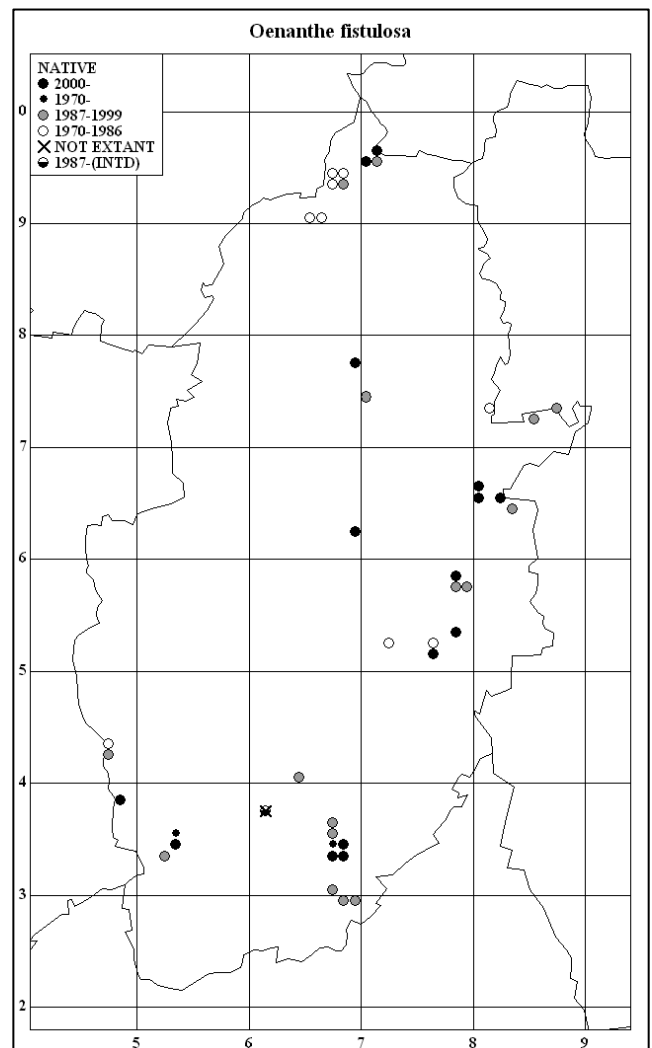 Oenanthe fistulosa
NATIVE
2000-
1970-
1987-1999
1970-1986
NOT EXTANT
1987-(INTD)
0
9
8
7
6
5
4
3
2
5 6 7 8 9